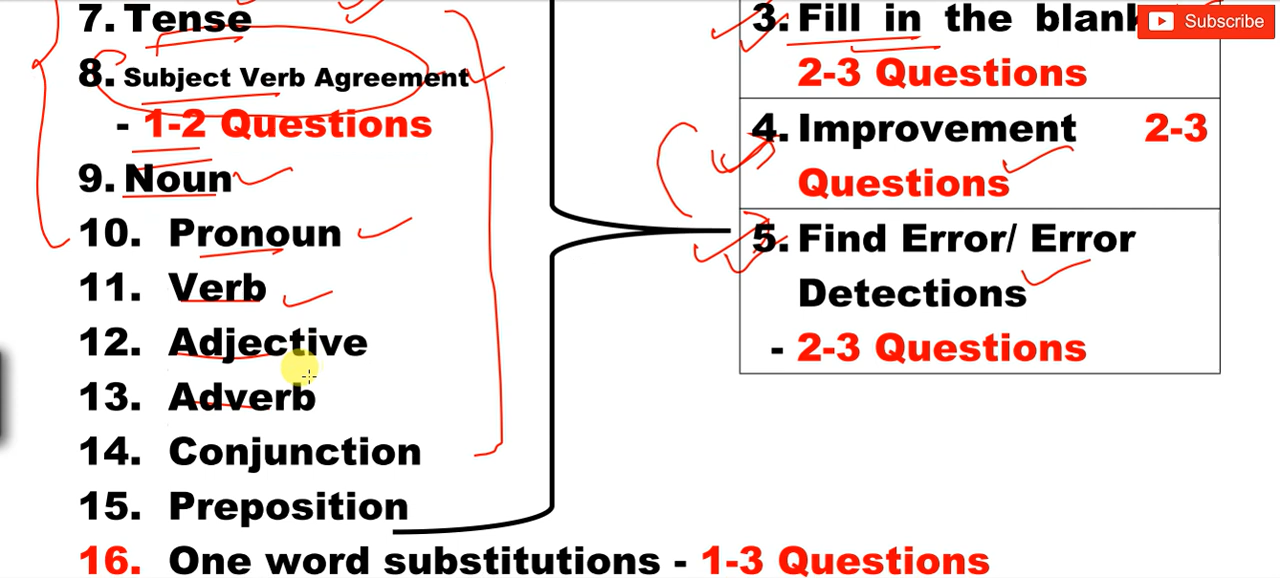 7. Tense
8. Subject Verb Agreement
- 1-2 Questions
9. Noun
10. Pronoun
11. Verb
12. Adjective
13. Adverb
14. Conjunction
15. Preposition
16. One word substitutions - 1-3 Questions
3. Fill in the blank
2-3 Questions
4. Improvement 2-3
Questions
5. Find Error/ Error
Detections
- 2-3 Questions
Subscribe